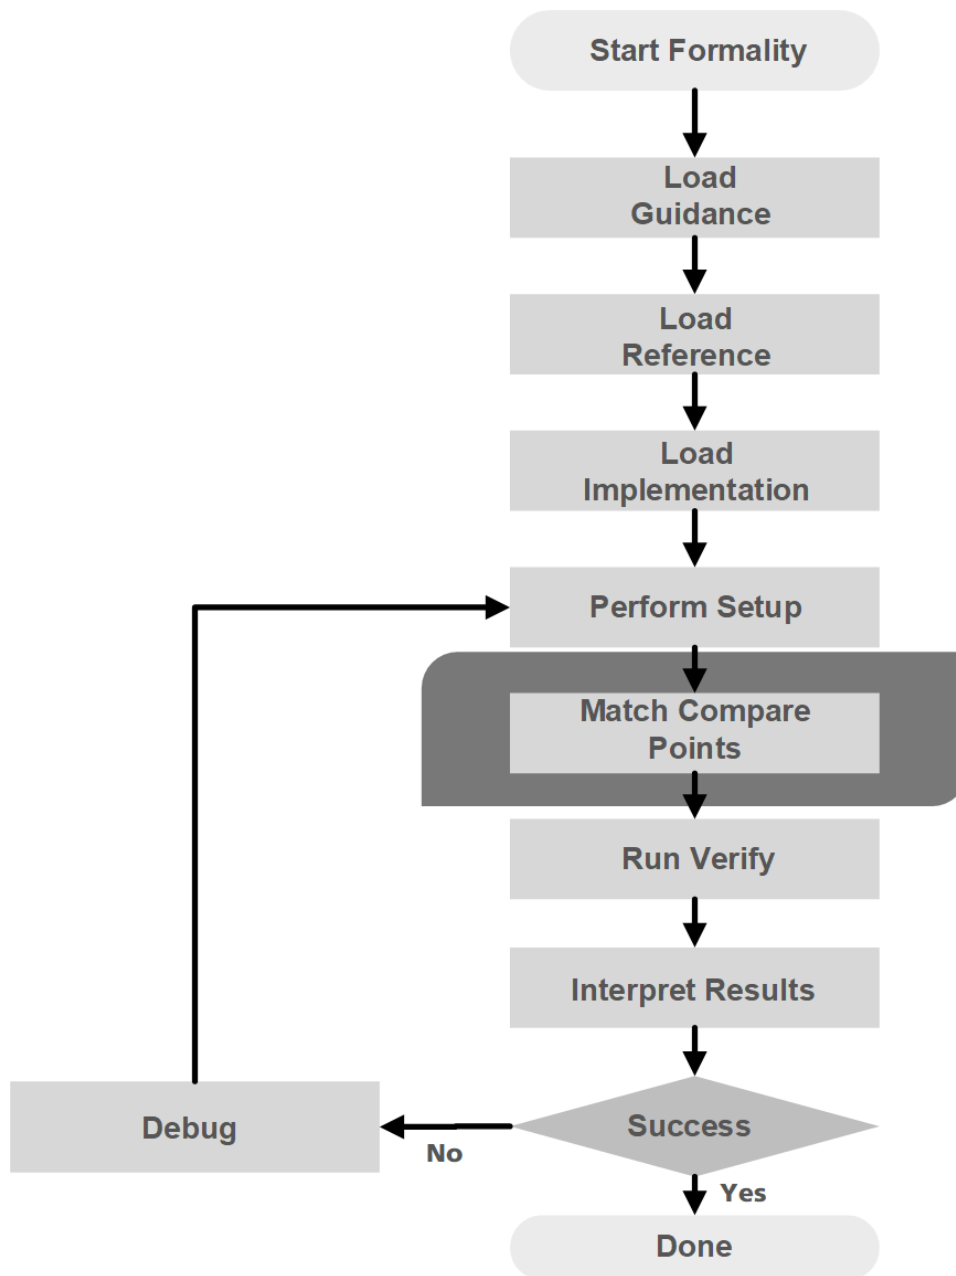 Start Formality
Load
Guidance
Load
Reference
Load
Implementation
Perform Setup
Match Compare
Points
Run Verify
Interpret Results
Success
Debug
No
Yes
Done